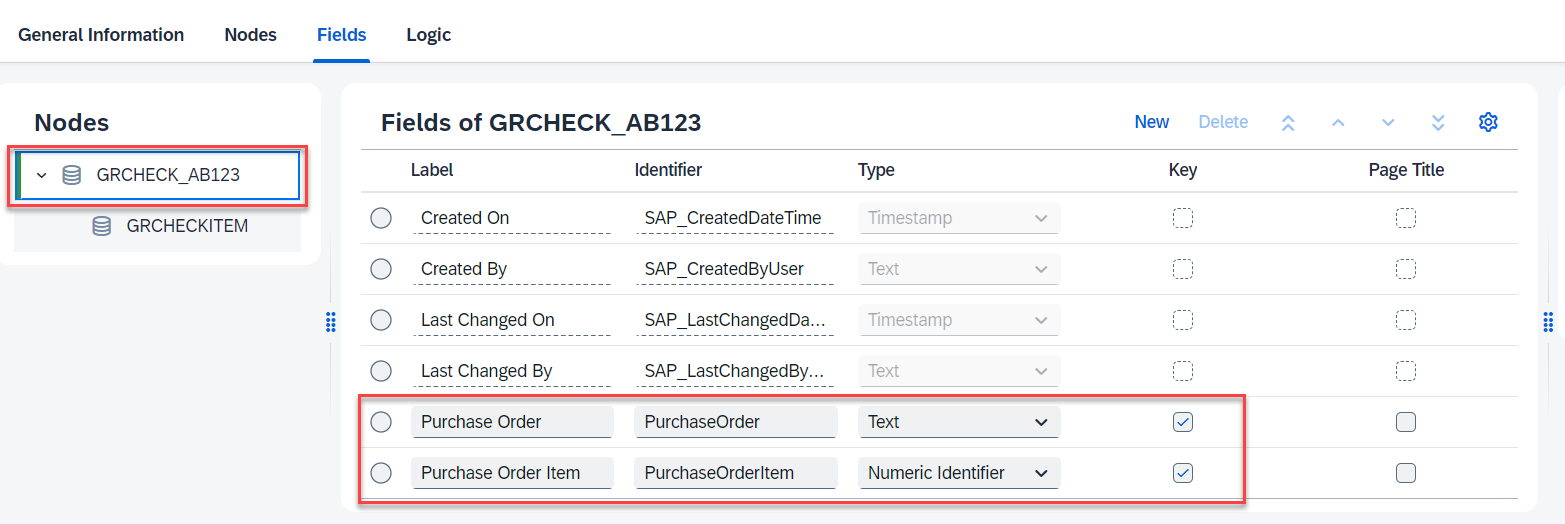 General Information Nodes Fields Logic
Nodes
GRCHECK_AB123
GRCHECKITEM
Fields of GRCHECK_AB123 New Delete
Label Identifier Type Key Page Title
Created On SAP_CreatedDateTime Timestamp
Created By SAP_CreatedByUser Text
Last Changed On SAP_LastChangedDa... Timestamp
Last Changed By SAP_LastChangedBy... Text
Purchase Order PurchaseOrder Text
Purchase Order Item PurchaseOrderItem Numeric Identifier